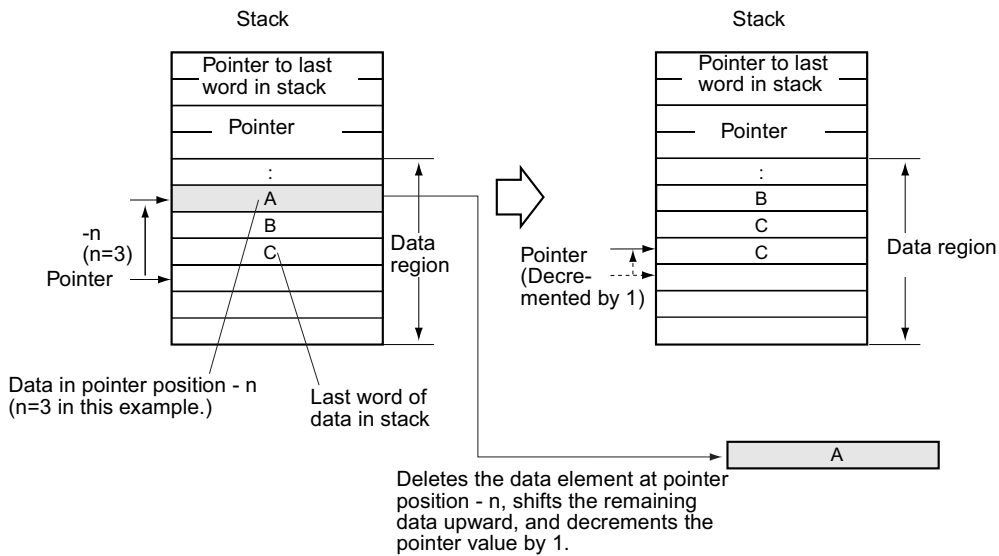 Stack
Pointer to last
word in stack
Pointer
:
A
B
C
-n
(n=3)
Pointer
Data
region
Data in pointer position - n
(n=3 in this example.)
Last word of
data in stack
Stack
Pointer to last
word in stack
Pointer
:
B
C
C
Pointer
(Decre-
mented by 1)
Data region
A
Deletes the data element at pointer
position - n, shifts the remaining
data upward, and decrements the
pointer value by 1.